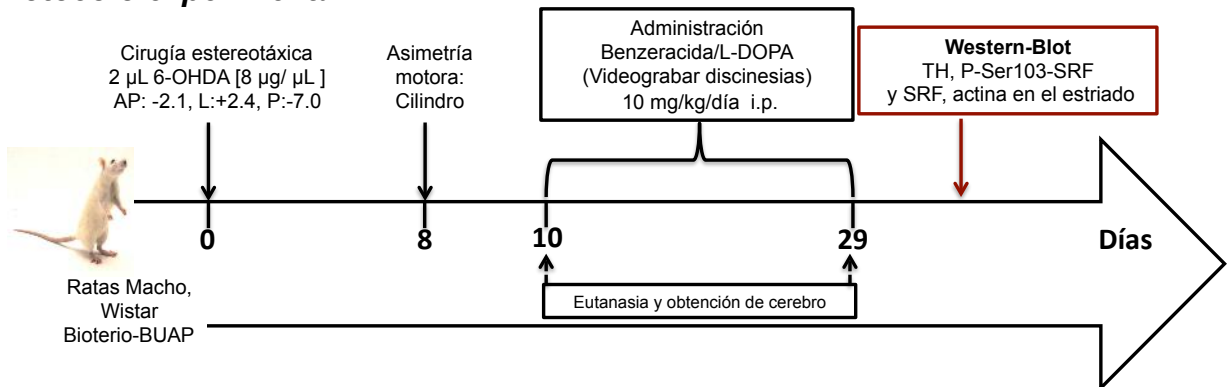 Cirugía estereotáxica
2 µL 6-OHDA [8 µg/ µL ]
AP: -2.1, L:+2.4, P:-7.0
Asimetría
motora:
Cilindro
Administración
Benzeracida/L-DOPA
(Videograbar discinesias)
10 mg/kg/día i.p.
Western-Blot
TH, P-Ser103-SRF
y SRF, actina en el estriado
0
8
10
29
Días
Eutanasia y obtención de cerebro
Ratas Macho,
Wistar
Bioterio-BUAP